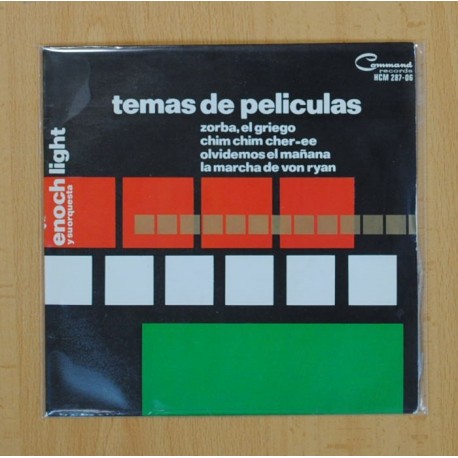 Command
records
HCM 287-06
temas de peliculas
zorba, el griego
chim chim cher-ee
olvidemos el mañana
la marcha de von ryan
enoch light
y su orquesta